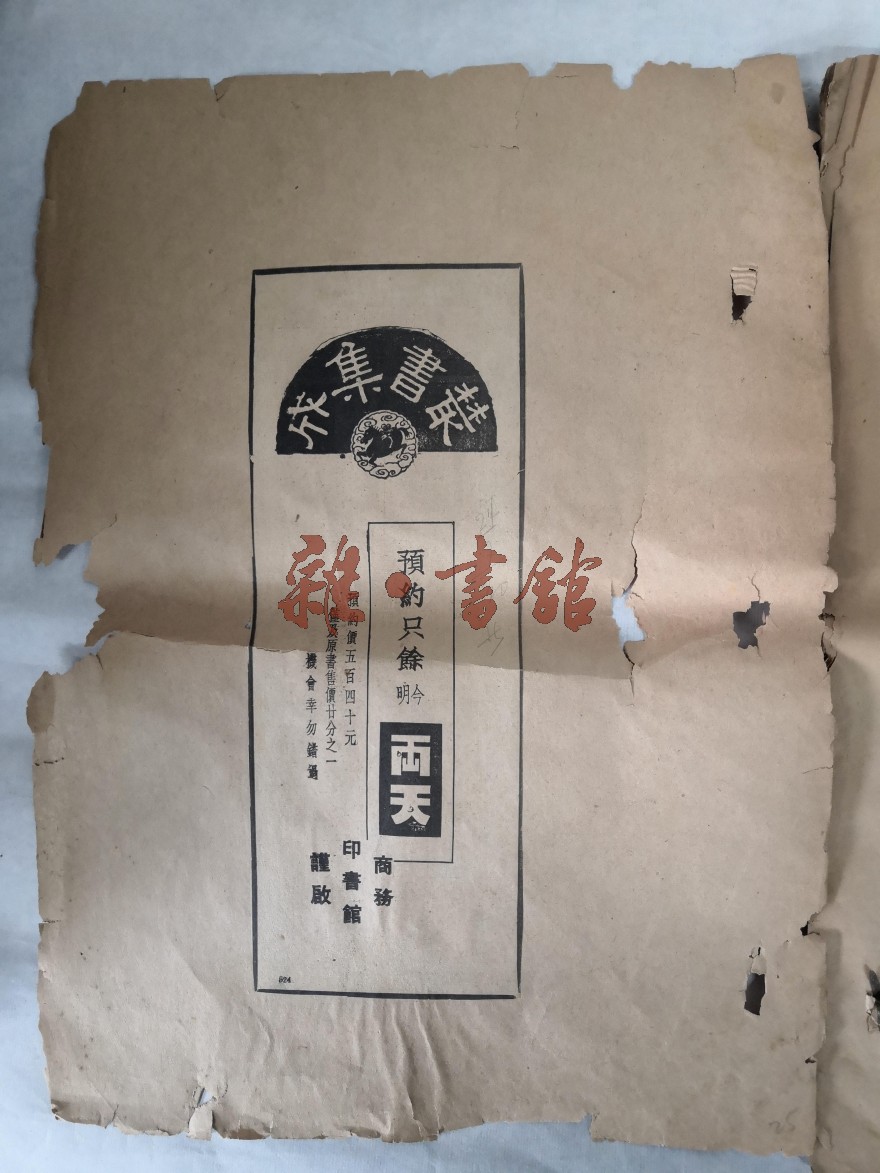 叢書集成
預約只餘
今明
兩天
預約價五百四十元
僅及原書售價廿分之一
機會幸勿錯過
商務
印書館
謹啟
824
雜·書館
25